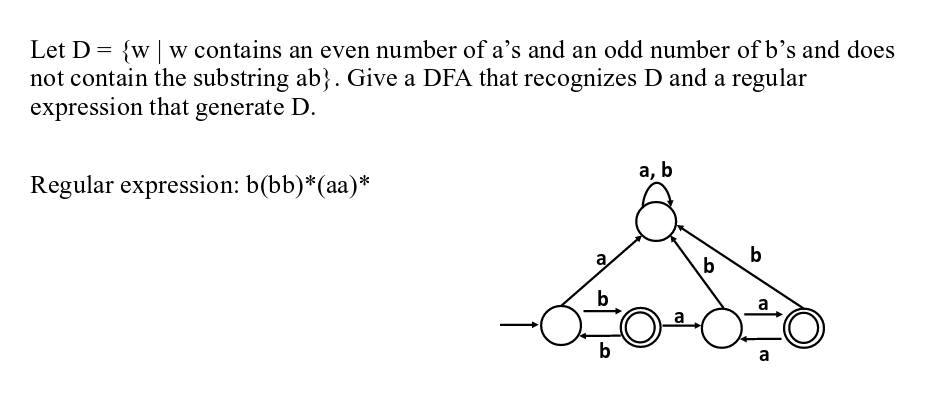 Let D = {w | w contains an even number of a’s and an odd number of b’s and does
not contain the substring ab}. Give a DFA that recognizes D and a regular
expression that generate D.
Regular expression: b(bb)*(aa)*
a, b
a
b
b
b
a
a
b
a